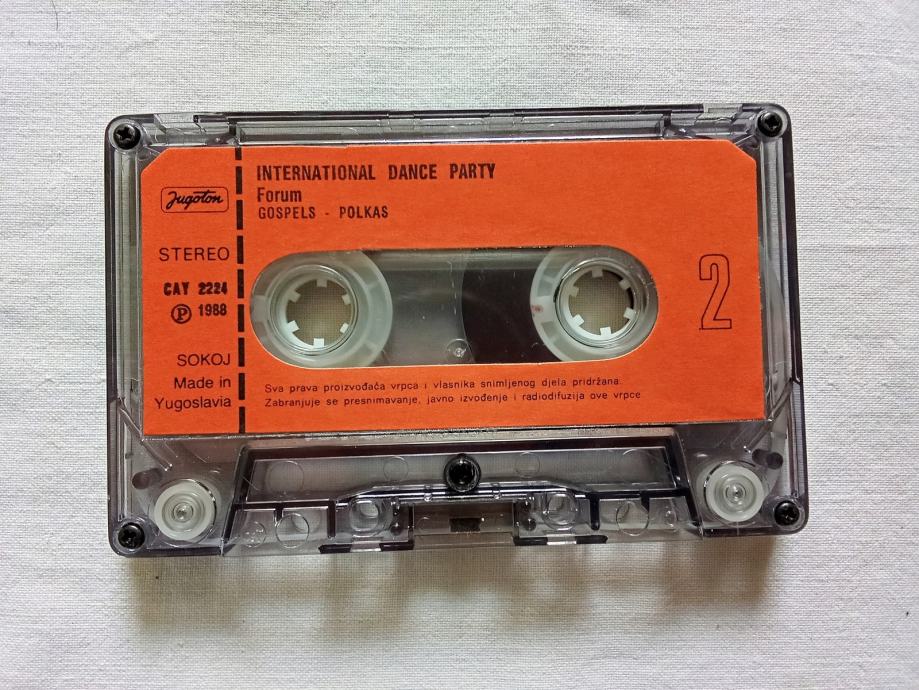 INTERNATIONAL DANCE PARTY
Forum
GOSPELS - POLKAS
Jugoton
STEREO
CAY 2224
℗ 1988
SOKOJ
Made in
Yugoslavia
2
Sva prava proizvođača vrpca i vlasnika snimljenog djela pridržana.
Zabranjuje se presnimavanje, javno izvođenje i radiodifuzija ove vrpce